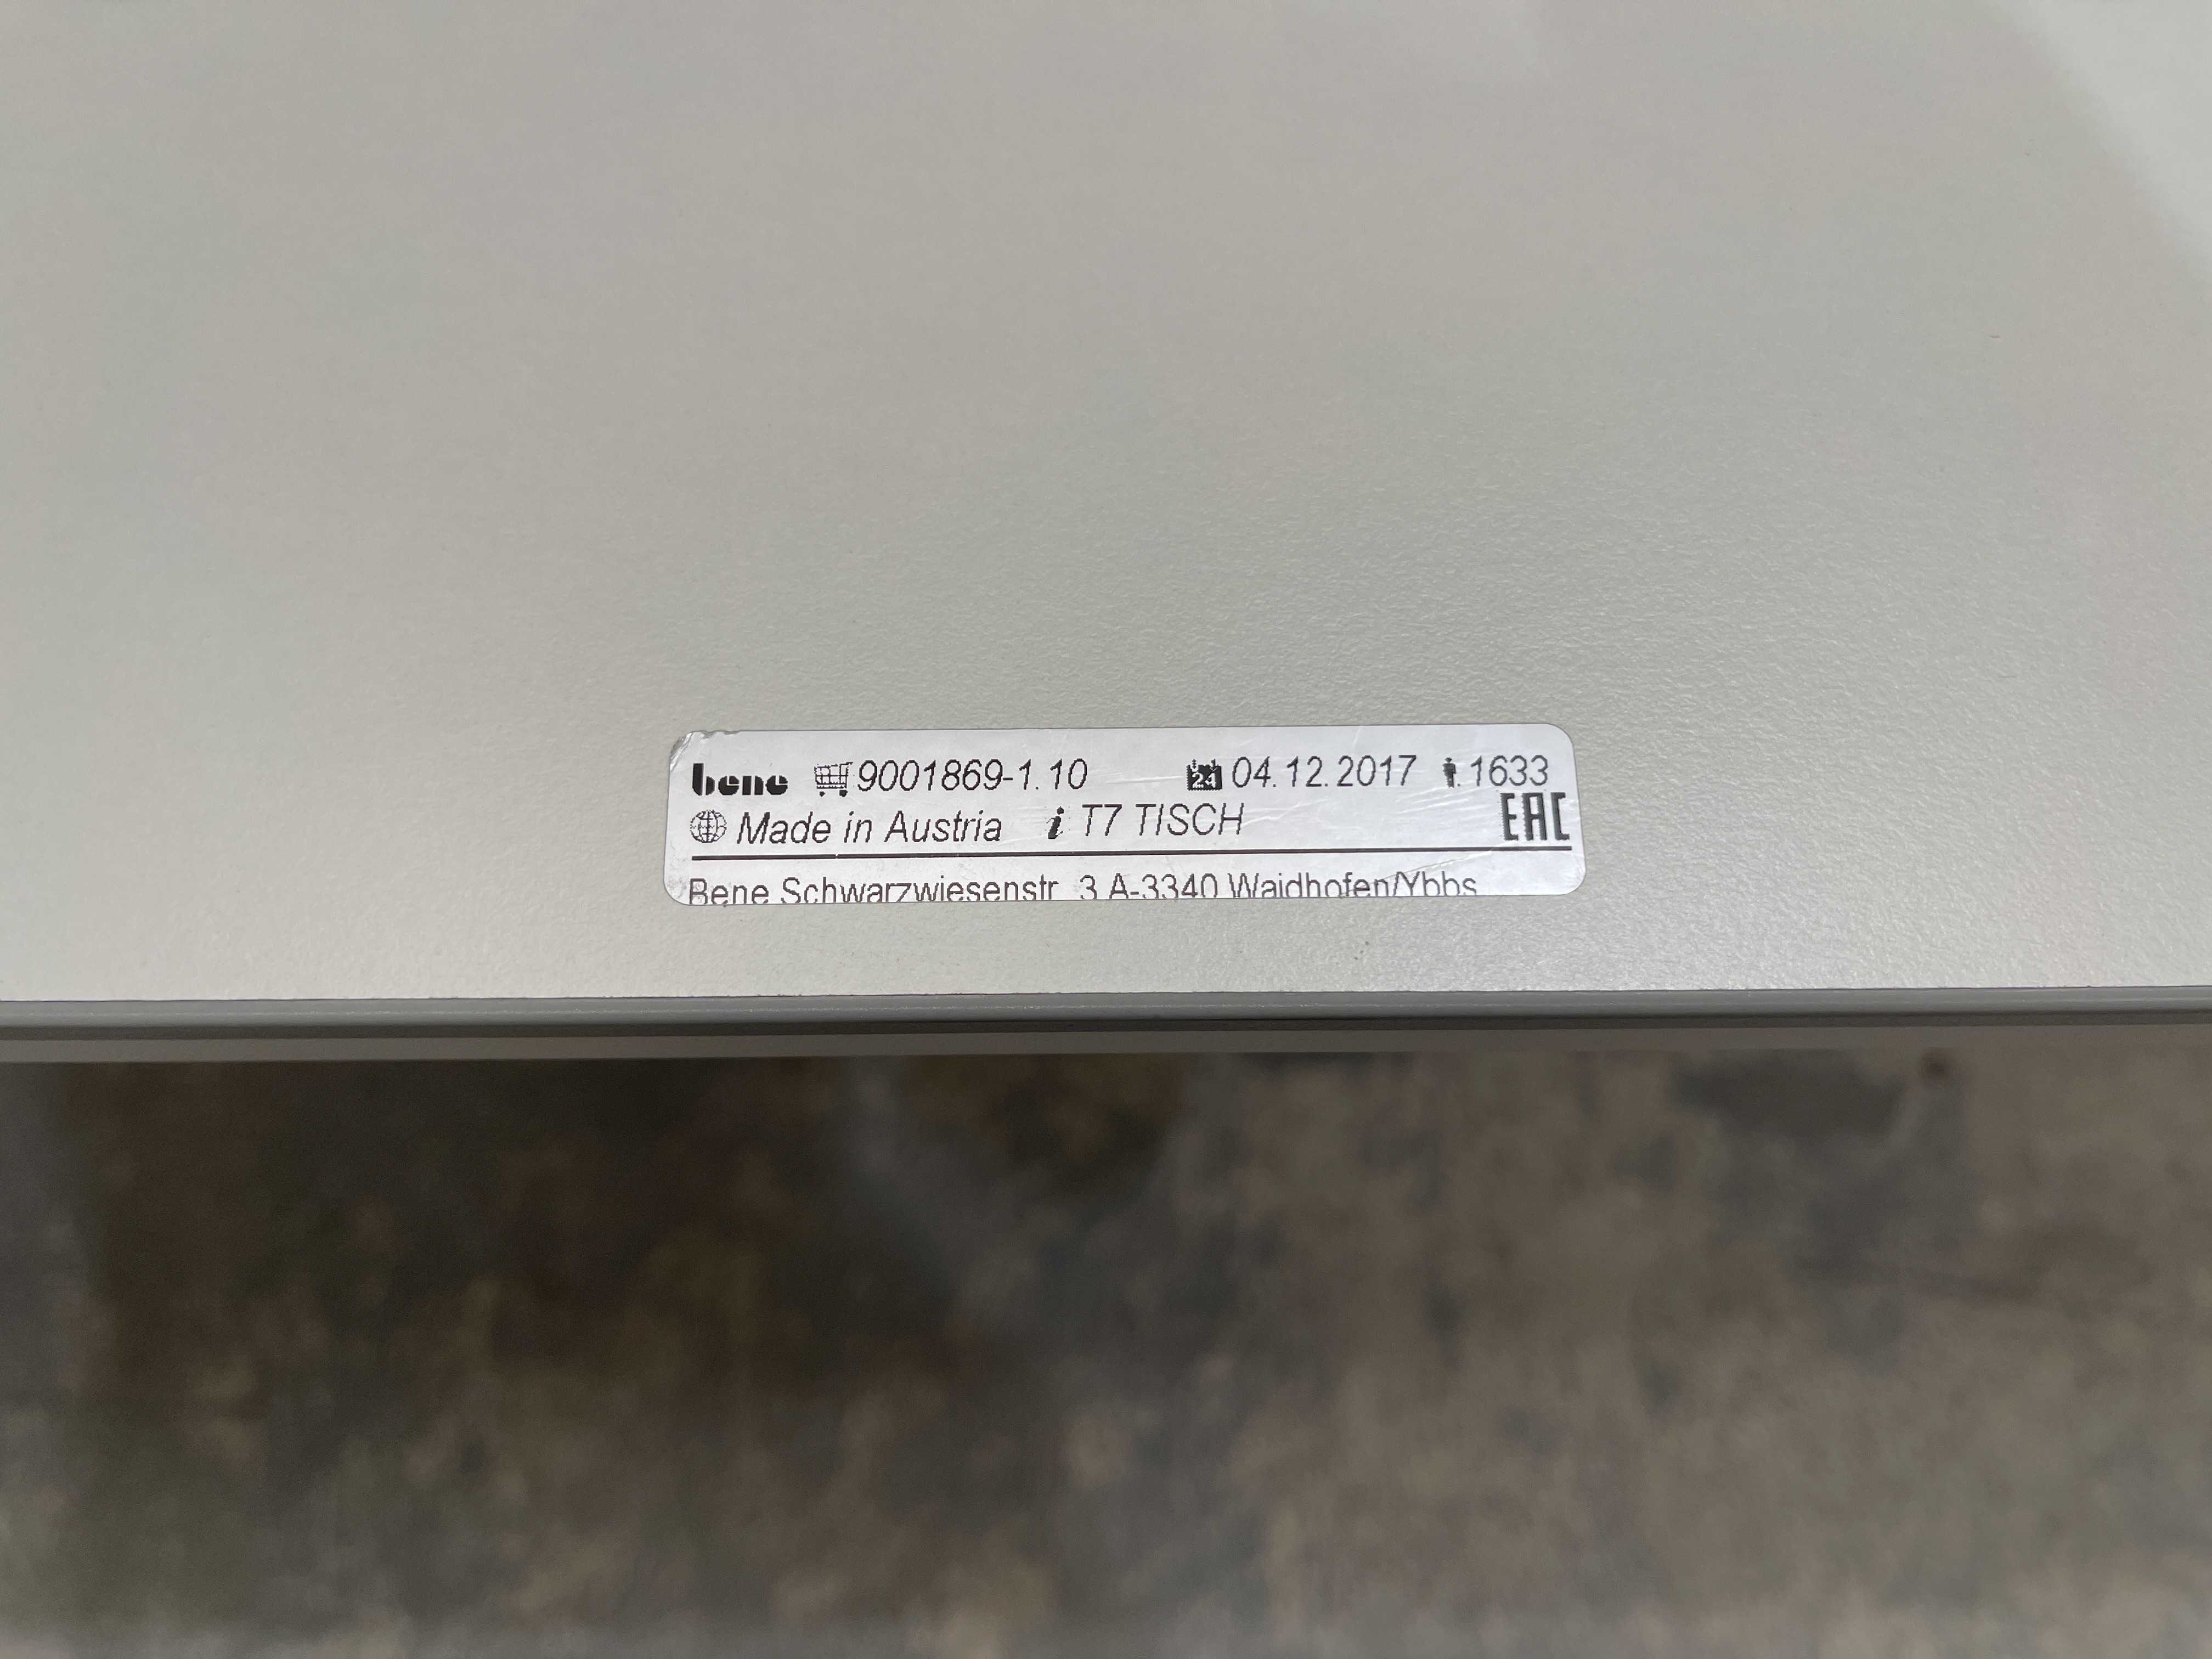 bene 9001869-1.10 24 04.12.2017 1633
Made in Austria i T7 TISCH EAC
Bene Schwarzwiesenstr. 3 A-3340 Waidhofen/Ybbs